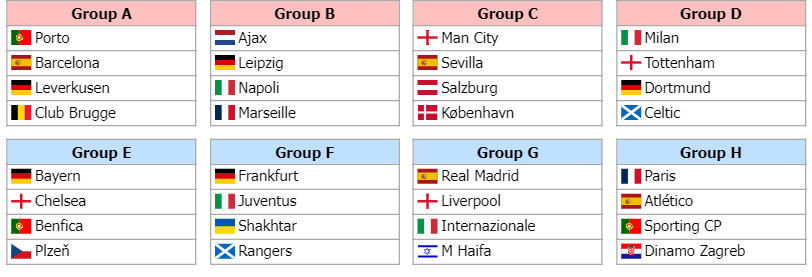 Group A
Porto
Barcelona
Leverkusen
Club Brugge
Group B
Ajax
Leipzig
Napoli
Marseille
Group C
Man City
Sevilla
Salzburg
København
Group D
Milan
Tottenham
Dortmund
Celtic
Group E
Bayern
Chelsea
Benfica
Plzeň
Group F
Frankfurt
Juventus
Shakhtar
Rangers
Group G
Real Madrid
Liverpool
Internazionale
M Haifa
Group H
Paris
Atlético
Sporting CP
Dinamo Zagreb